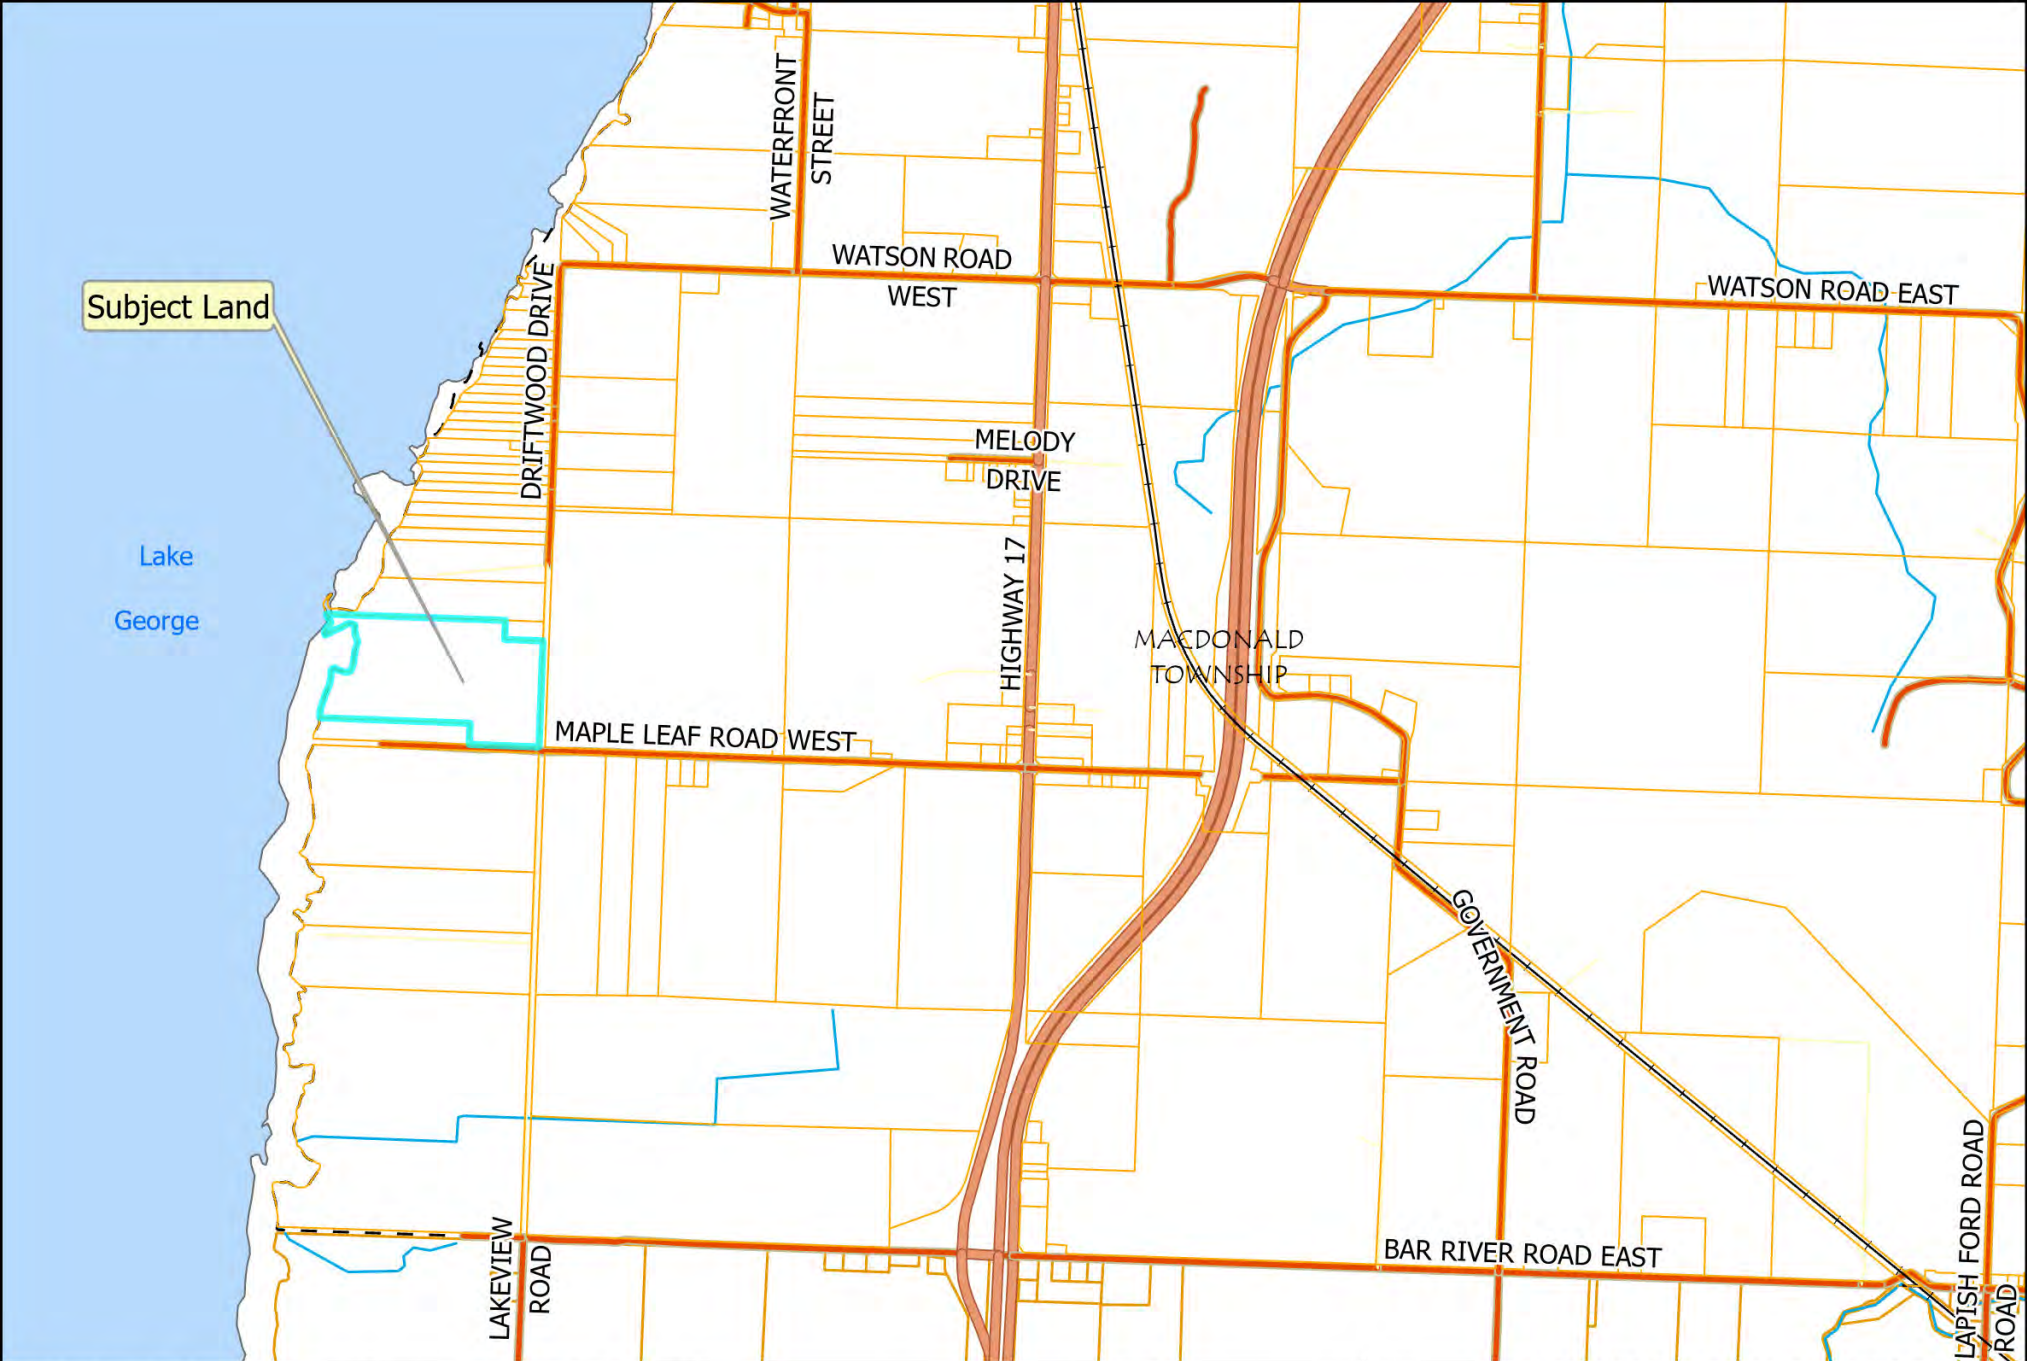 WATERFRONT
STREET
WATSON ROAD
WEST
WATSON ROAD EAST
Subject Land
DRIFTWOOD DRIVE
MELODY
DRIVE
Lake
George
HIGHWAY 17
MACDONALD
TOWNSHIP
MAPLE LEAF ROAD WEST
GOVERNMENT ROAD
LAKEVIEW
ROAD
BAR RIVER ROAD EAST
LAPISH FORD ROAD
ROAD